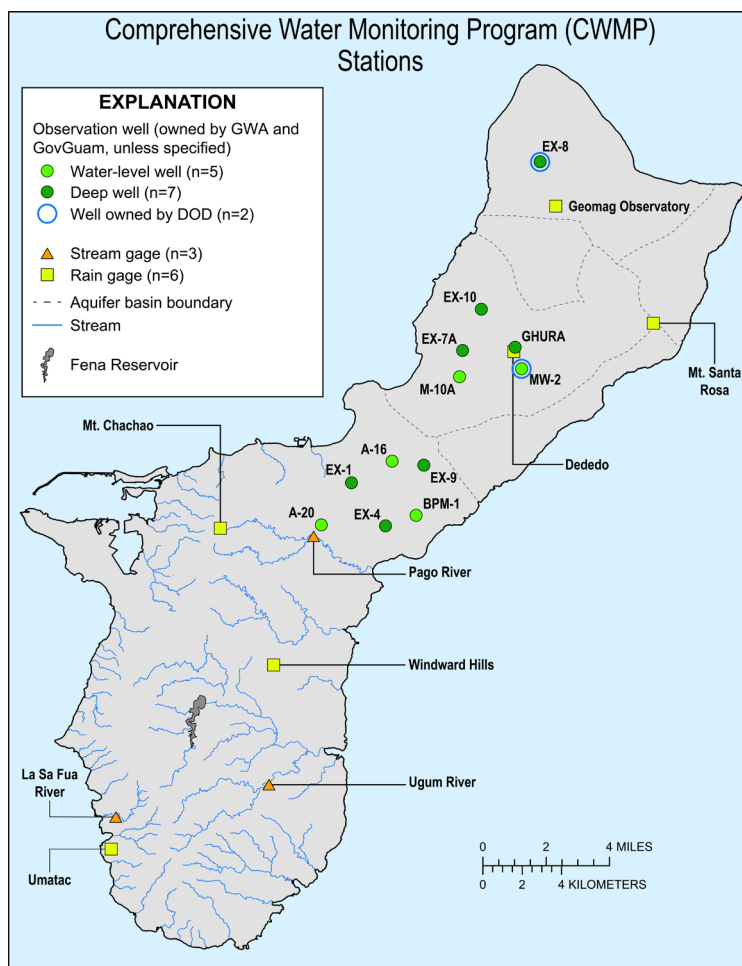 Comprehensive Water Monitoring Program (CWMP)
Stations
EXPLANATION
Observation well (owned by GWA and
GovGuam, unless specified)
Water-level well (n=5)
Deep well (n=7)
Well owned by DOD (n=2)
Stream gage (n=3)
Rain gage (n=6)
Aquifer basin boundary
Stream
Fena Reservoir
EX-8
Geomag Observatory
EX-10
EX-7A
GHURA
M-10A
MW-2
Mt. Santa
Rosa
Mt. Chachao
A-16
EX-1
EX-9
Dededo
A-20
EX-4
BPM-1
Pago River
Windward Hills
La Sa Fua
River
Ugum River
Umatac
0 2 4 MILES
0 2 4 KILOMETERS